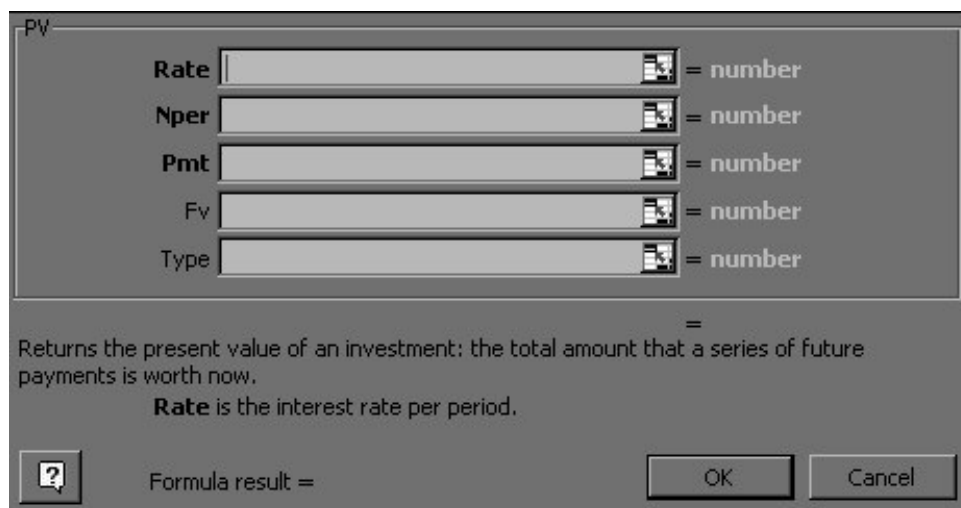 PV
Rate = number
Nper = number
Pmt = number
Fv = number
Type = number
=
Returns the present value of an investment: the total amount that a series of future
payments is worth now.
Rate is the interest rate per period.
Formula result =
OK
Cancel